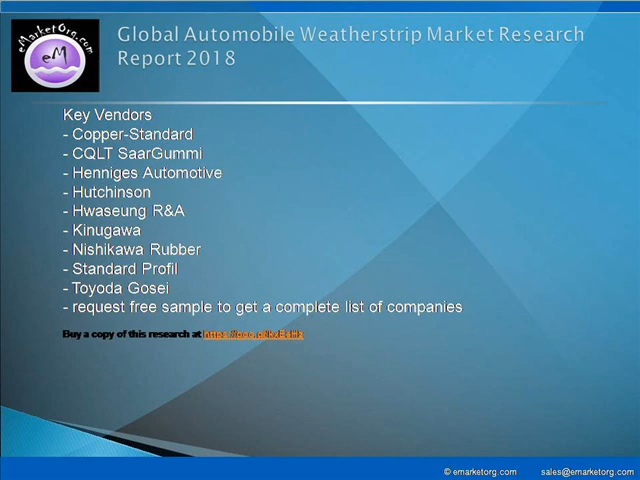 eMarketOrg.com
eM
Global Automobile Weatherstrip Market Research
Report 2018
Key Vendors
- Copper-Standard
- CQLT SaarGummi
- Henniges Automotive
- Hutchinson
- Hwaseung R&A
- Kinugawa
- Nishikawa Rubber
- Standard Profil
- Toyoda Gosei
- request free sample to get a complete list of companies
Buy a copy of this research at
© emarketorg.com sales@emarketorg.com